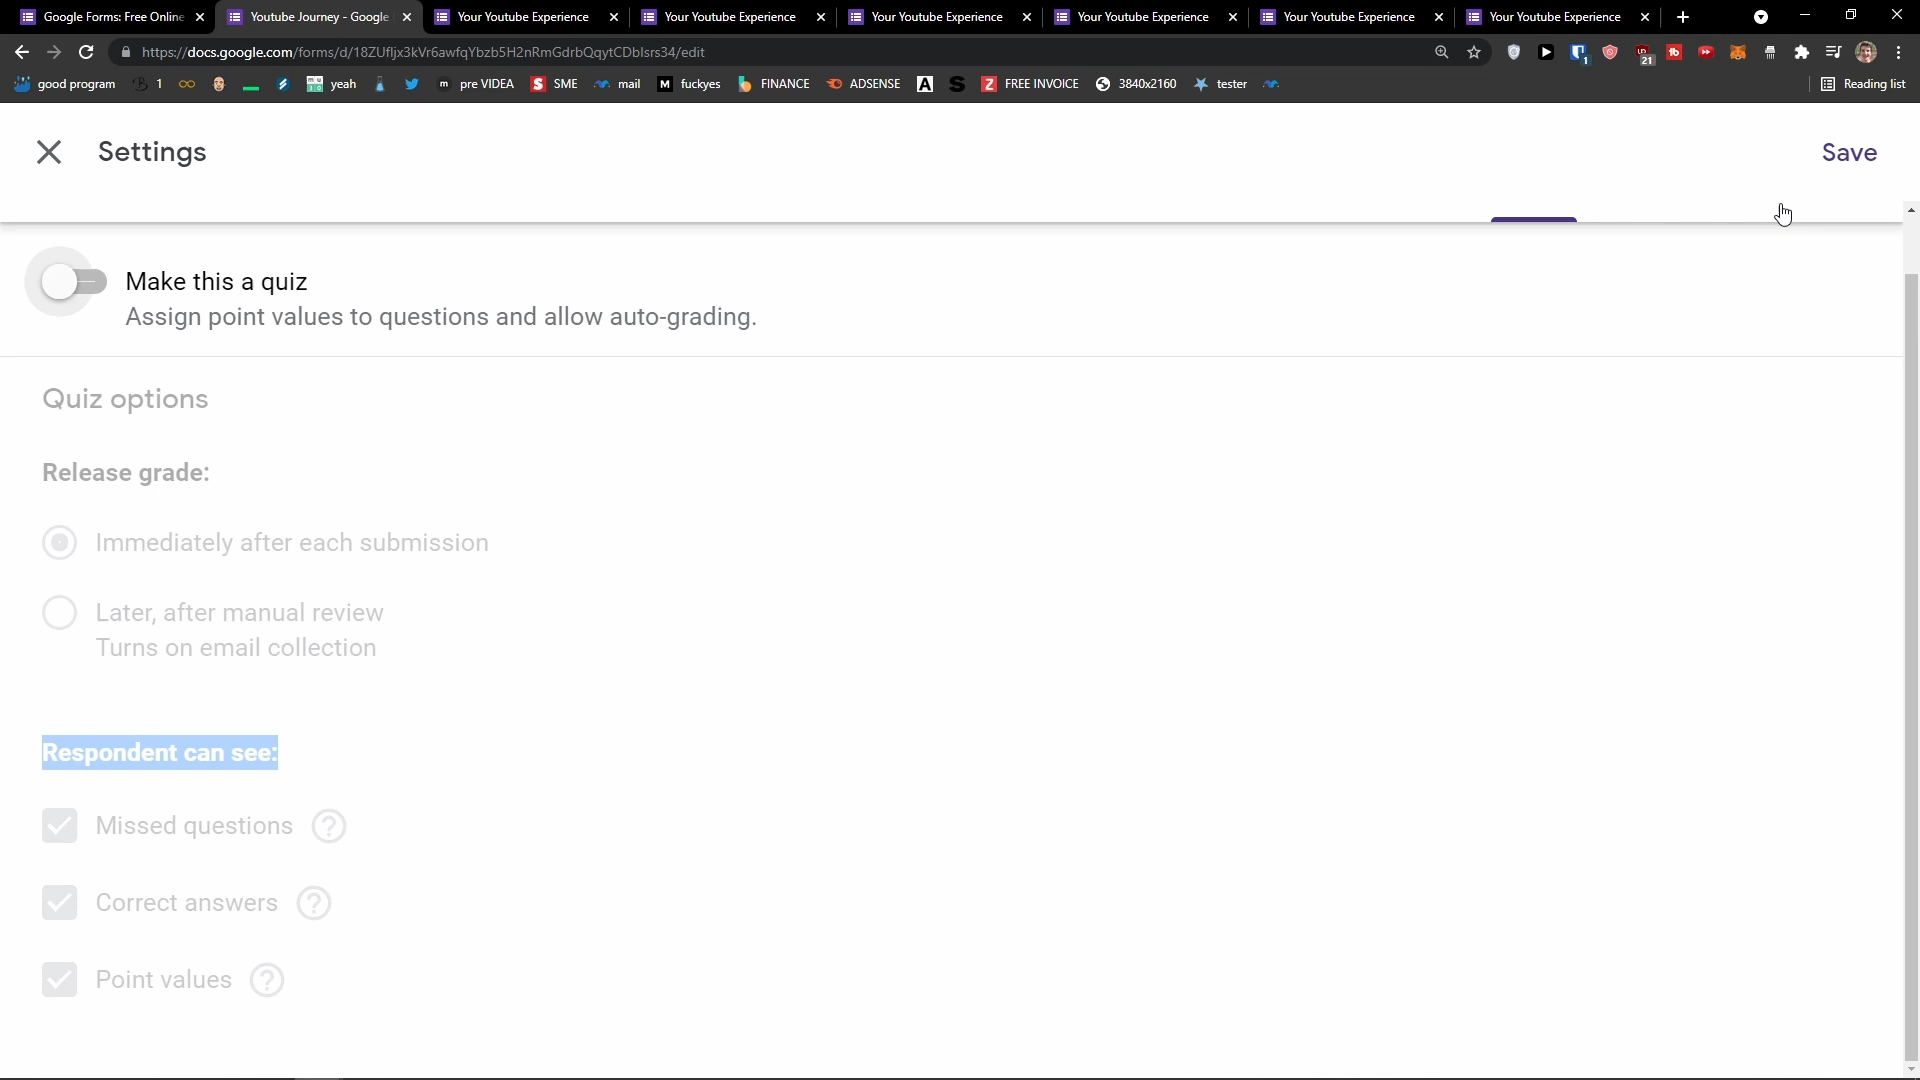 Google Forms: Free Online
Youtube Journey - Google
Your Youtube Experience
Your Youtube Experience
Your Youtube Experience
Your Youtube Experience
Your Youtube Experience
Your Youtube Experience
https://docs.google.com/forms/d/18ZUfljx3kVr6awfqYbzb5H2nRmGdrbQqytCDblsrs34/edit
1
21
good program
1
yeah
pre VIDEA
SME
mail
fuckyes
FINANCE
ADSENSE
FREE INVOICE
3840x2160
tester
Reading list
Settings
Save
Make this a quiz
Assign point values to questions and allow auto-grading.
Quiz options
Release grade:
Immediately after each submission
Later, after manual review
Turns on email collection
Respondent can see:
Missed questions
Correct answers
Point values